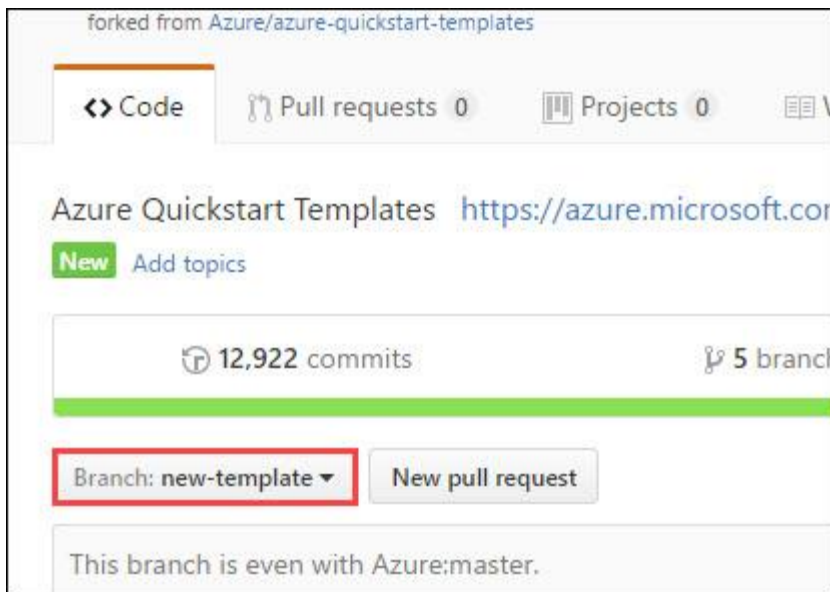 forked from Azure/azure-quickstart-templates
<> Code Pull requests 0 Projects 0
Azure Quickstart Templates https://azure.microsoft.co
New Add topics
12,922 commits 5 branch
Branch: new-template New pull request
This branch is even with Azure:master.